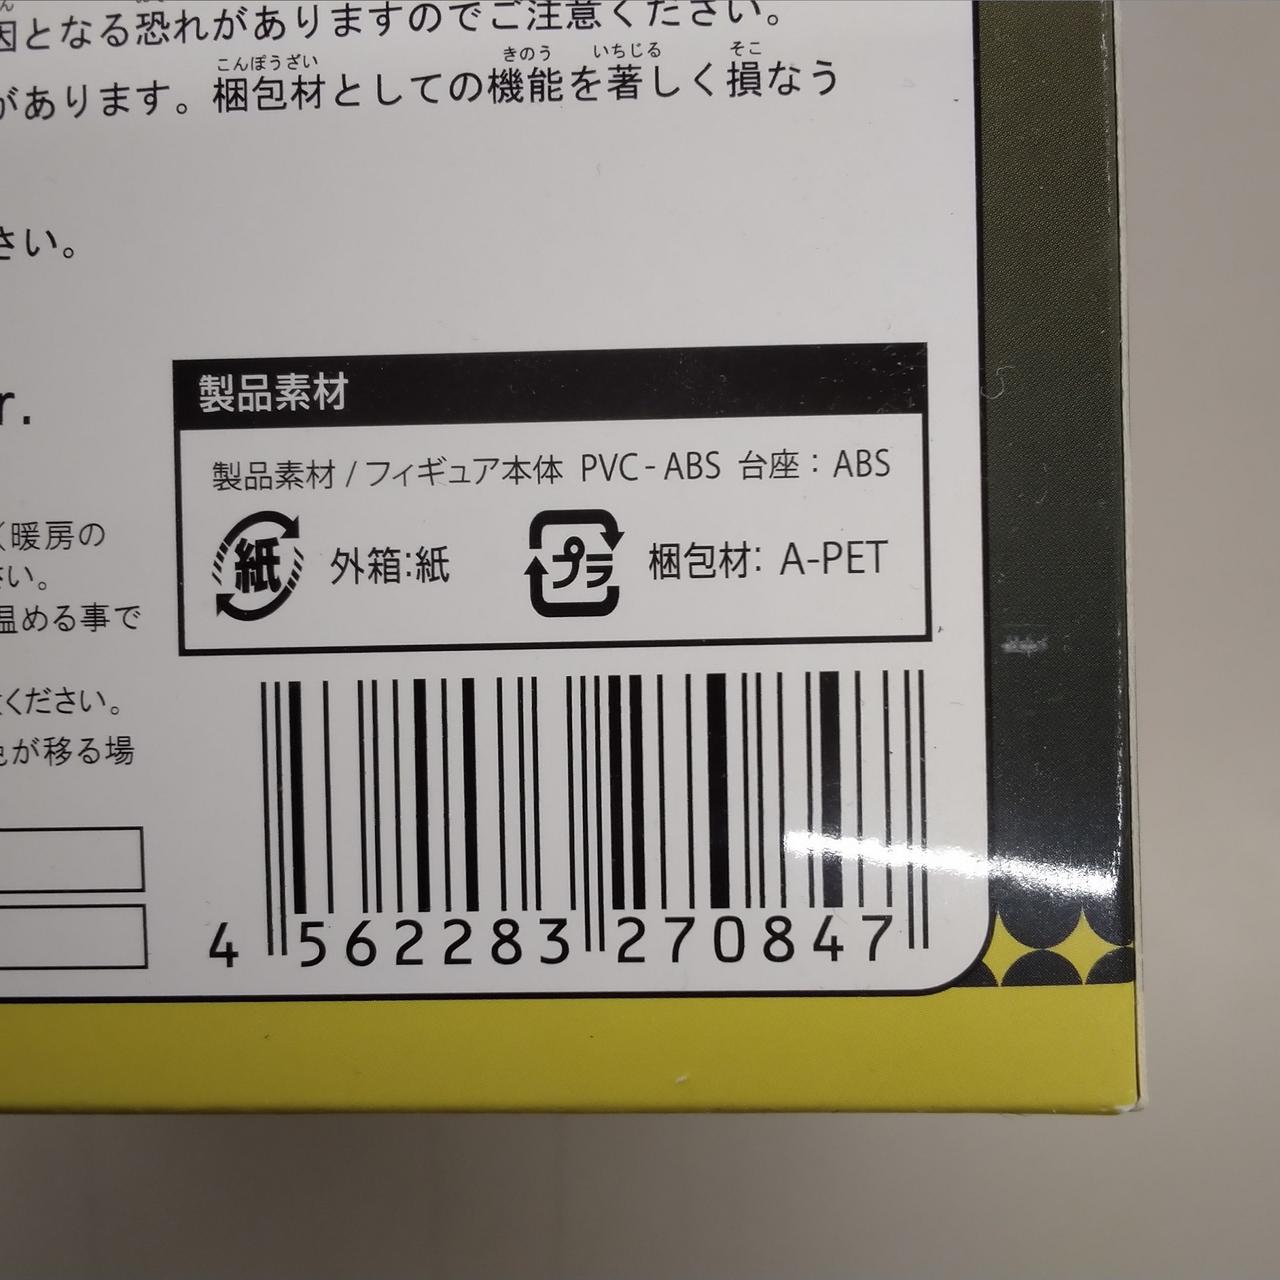 因となる恐れがありますのでご注意ください。
こんぽうざい きのう いちじる そこ
があります。梱包材としての機能を著しく損なう
さい。
r.
製品素材
製品素材 / フィギュア本体 PVC - ABS 台座：ABS
紙 外箱:紙 プラ 梱包材: A-PET
く暖房の
さい。
温める事で
ください。
色が移る場
4 562283 270847